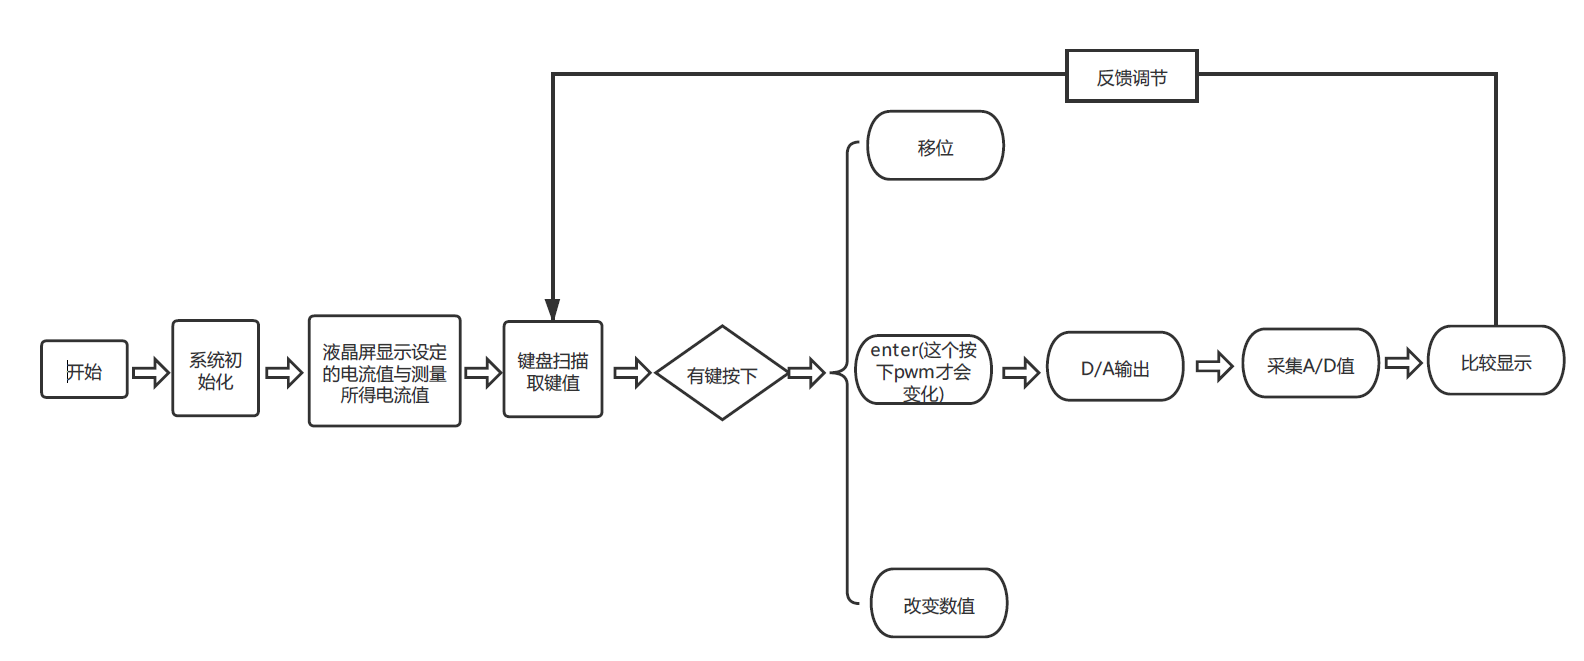 反馈调节
移位
开始
系统初
始化
液晶屏显示设定
的电流值与测量
所得电流值
键盘扫描
取键值
有键按下
enter(这个按
下pwm才会
变化)
D/A输出
采集A/D值
比较显示
改变数值